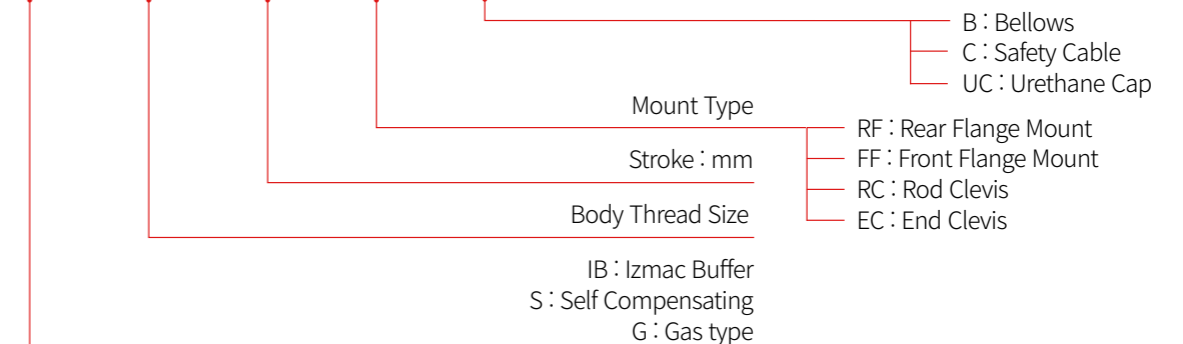 B : Bellows
C : Safety Cable
UC : Urethane Cap
Mount Type
RF : Rear Flange Mount
FF : Front Flange Mount
RC : Rod Clevis
EC : End Clevis
Stroke : mm
Body Thread Size
IB : Izmac Buffer
S : Self Compensating
G : Gas type